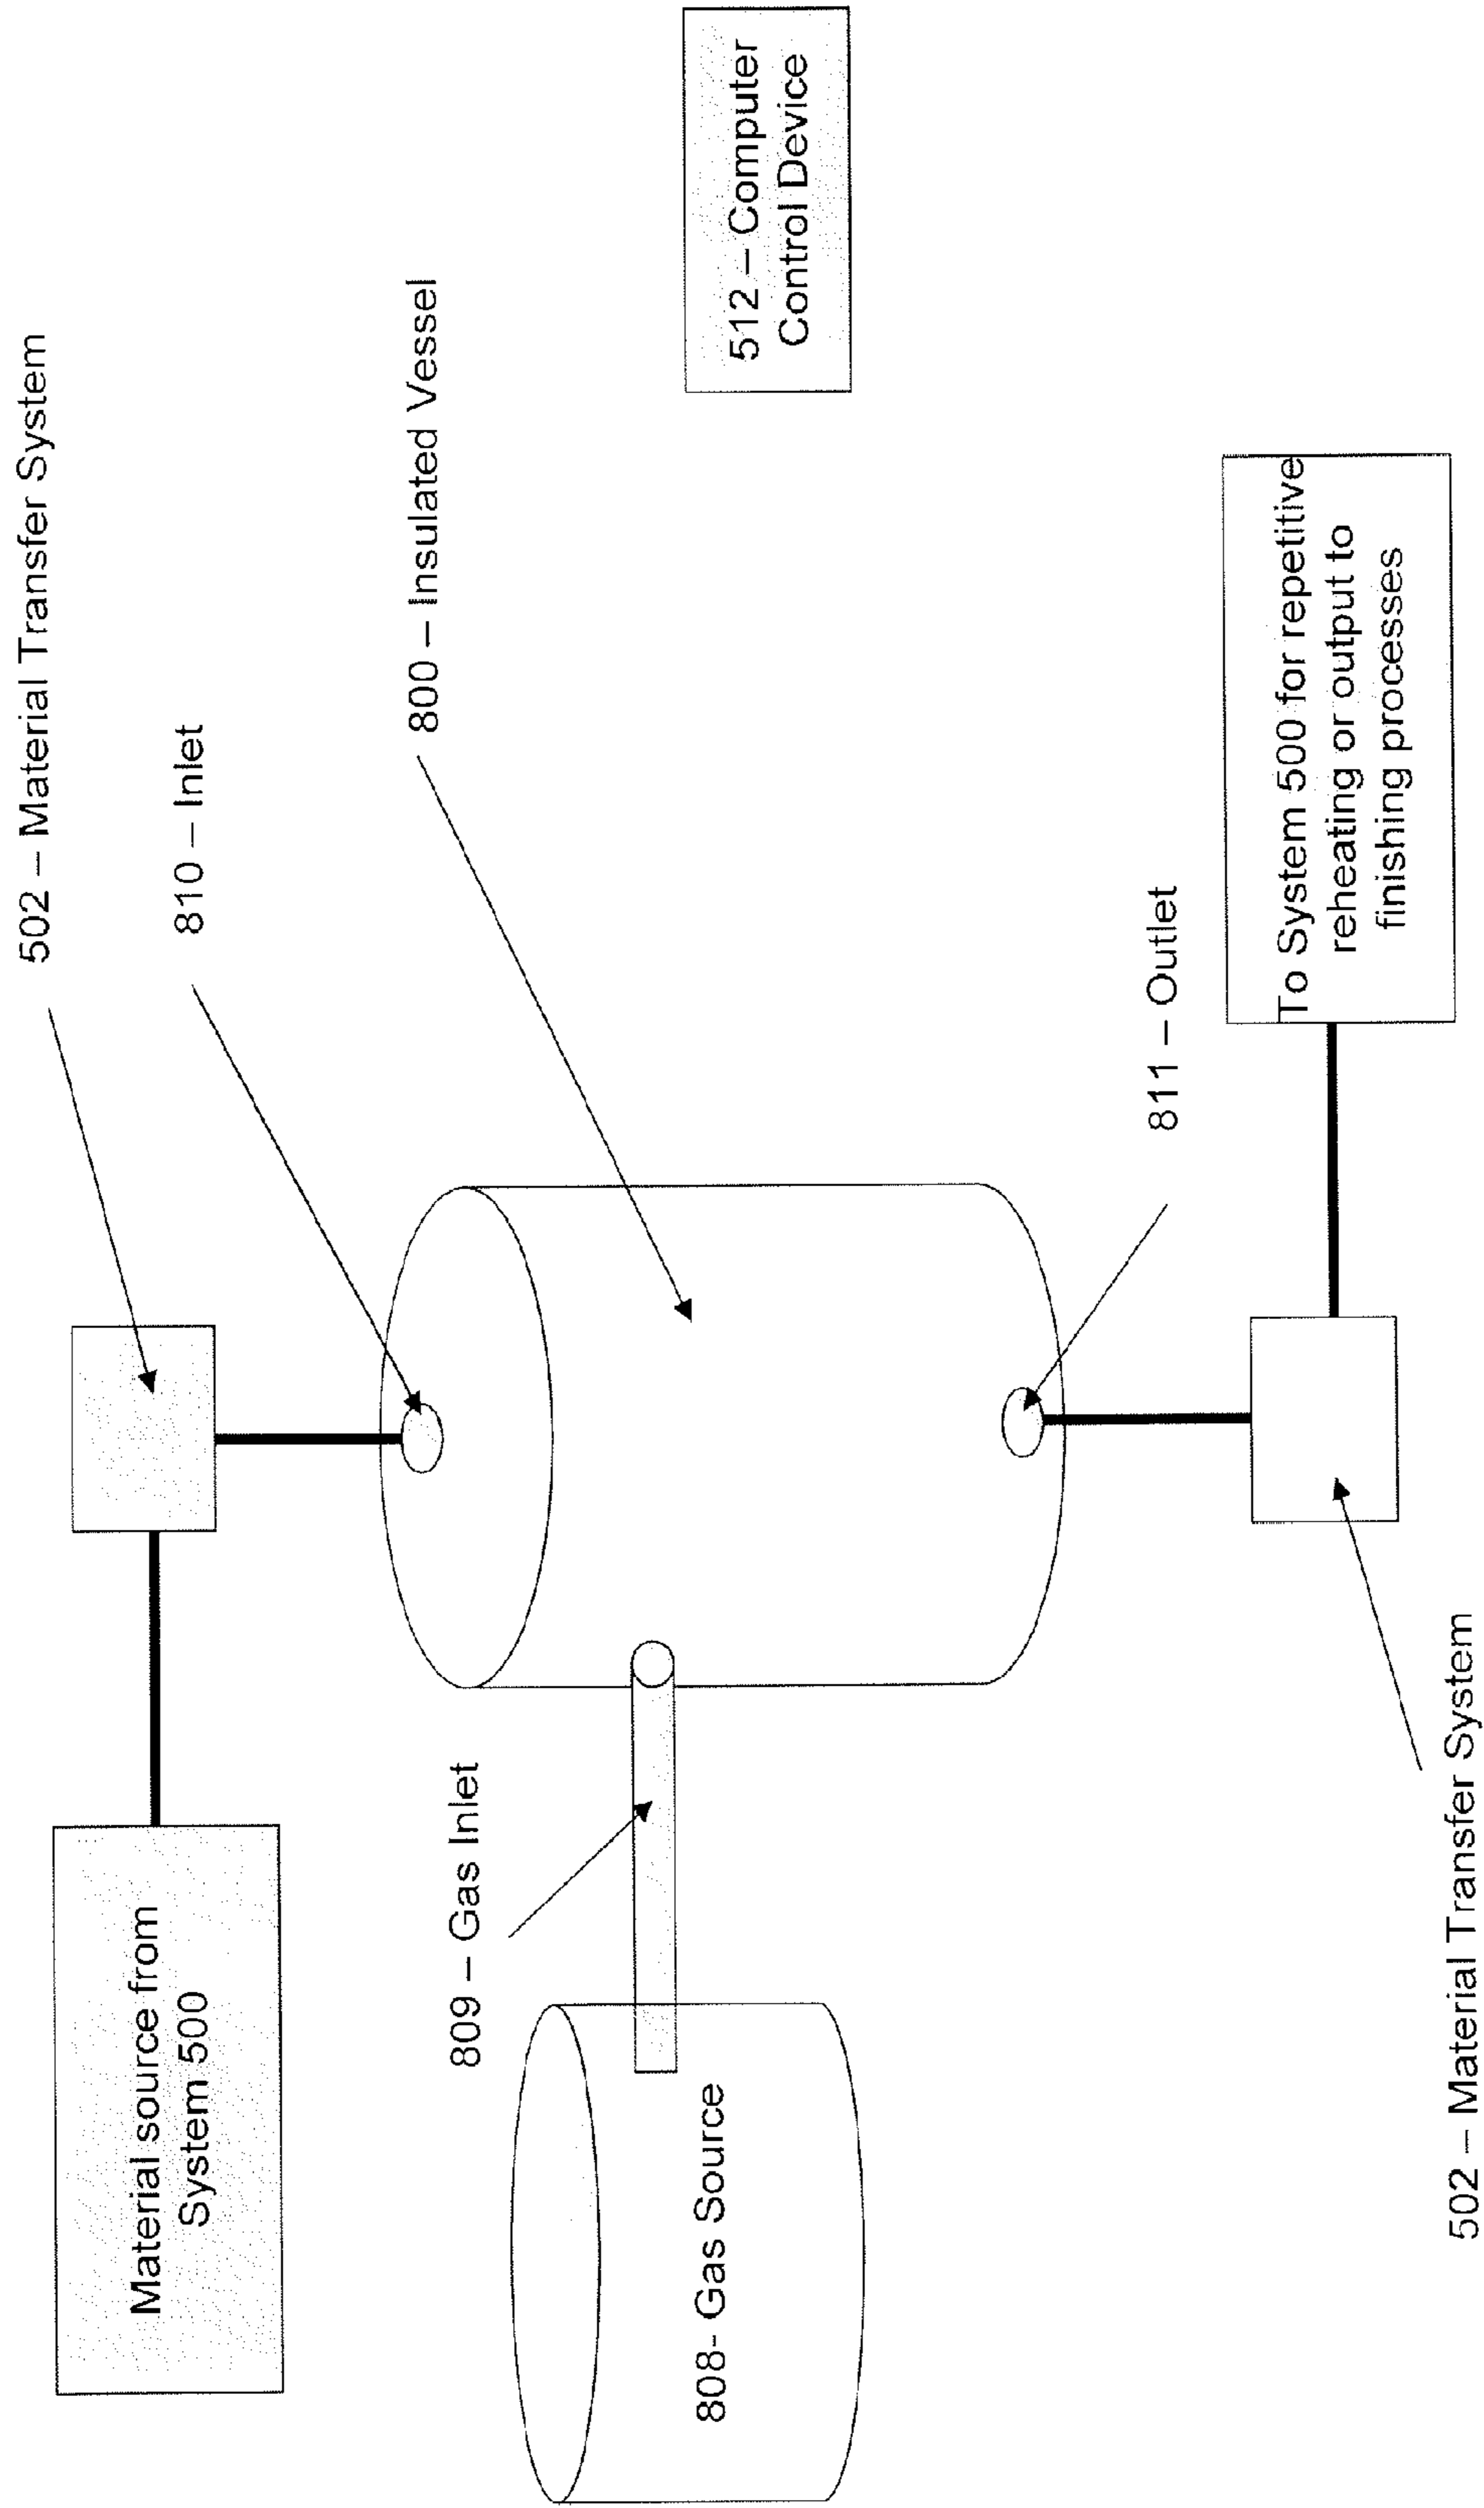 502 – Material Transfer System
Material source from
System 500
810 – Inlet
800 – Insulated Vessel
809 – Gas Inlet
808- Gas Source
512 – Computer
Control Device
811 – Outlet
To System 500 for repetitive
reheating or output to
finishing processes
502 – Material Transfer System